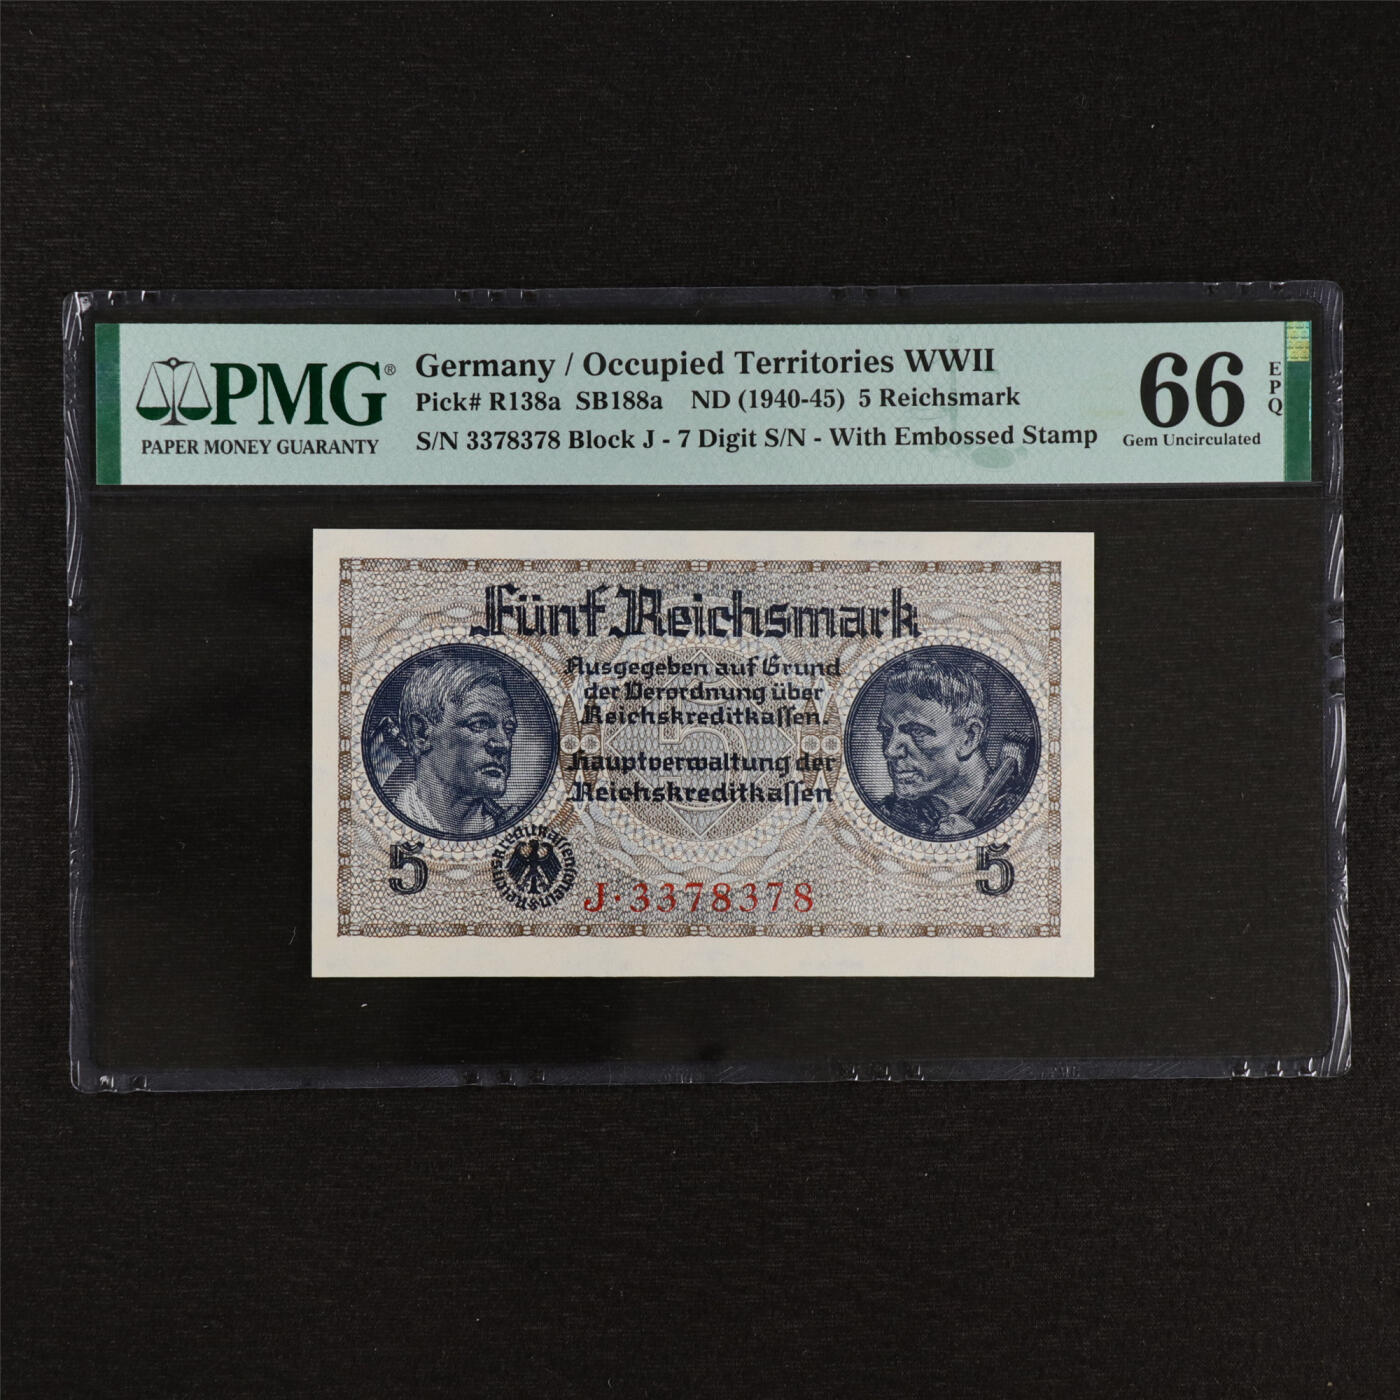 PMG®
PAPER MONEY GUARANTY
Germany / Occupied Territories WWII
Pick# R138a SB188a ND (1940-45) 5 Reichsmark
S/N 3378378 Block J - 7 Digit S/N - With Embossed Stamp
66
EPQ
Gem Uncirculated
Fünf Reichsmark
Ausgegeben auf Grund
der Verordnung über
Reichskreditkassen.
5
Hauptverwaltung der
Reichskreditkassen
5
5
Reichskreditkassenschein
J·3378378